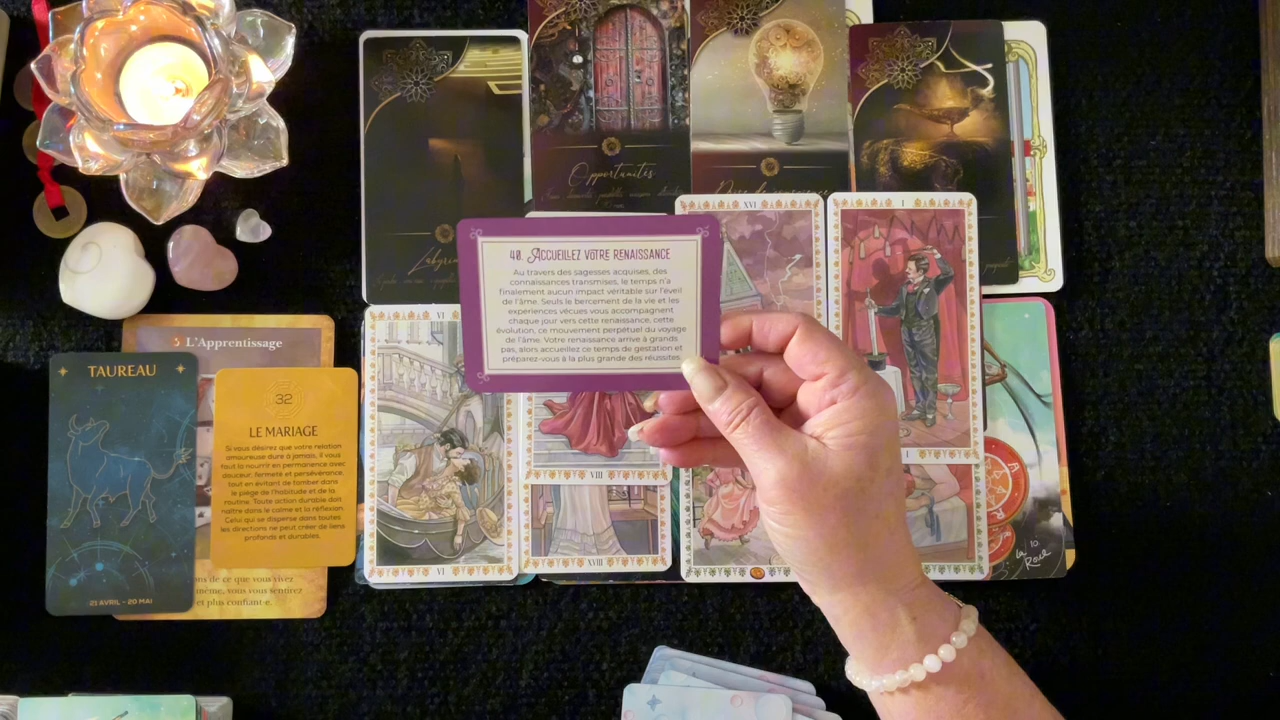 Opportunités
XVI
I
40. Accueillez votre renaissance
Au travers des sagesses acquises, des
connaissances transmises, le temps n'a
finalement aucun impact véritable sur l'éveil
de l'âme. Seuls le bercement de la vie et les
expériences vécues vous accompagnent
chaque jour vers cette renaissance, cette
évolution, ce mouvement perpétuel du voyage
de l'âme. Votre renaissance arrive à grands
pas, alors accueillez ce temps de gestation et
préparez-vous à la plus grande des réussites
VI
5 L'Apprentissage
TAUREAU
21 AVRIL - 20 MAI
32
LE MARIAGE
Si vous désirez que votre relation
amoureuse dure à jamais, il vous
faut la nourrir en permanence avec
douceur, fermeté et persévérance,
tout en évitant de tomber dans
le piège de l'habitude et de la
routine. Toute action durable doit
naître dans le calme et la réflexion.
Celui qui se disperse dans toutes
les directions ne peut créer de liens
profonds et durables.
ons de ce que vous vivez
même, vous vous sentirez
et plus confiant·e.
VI
VIII
XVIII
I
la 10
Roue